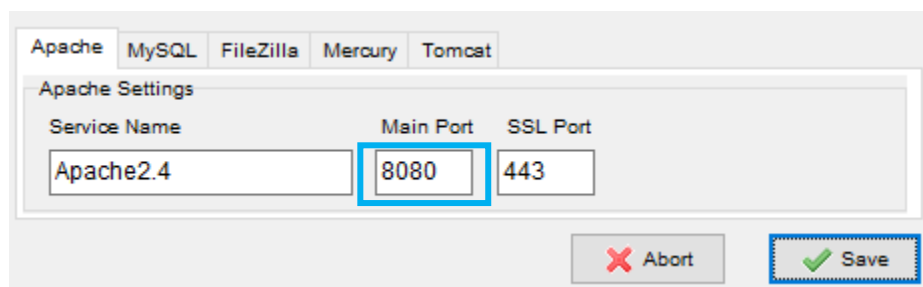 Apache MySQL FileZilla Mercury Tomcat
Apache Settings
Service Name Main Port SSL Port
Apache2.4 8080 443
Abort Save